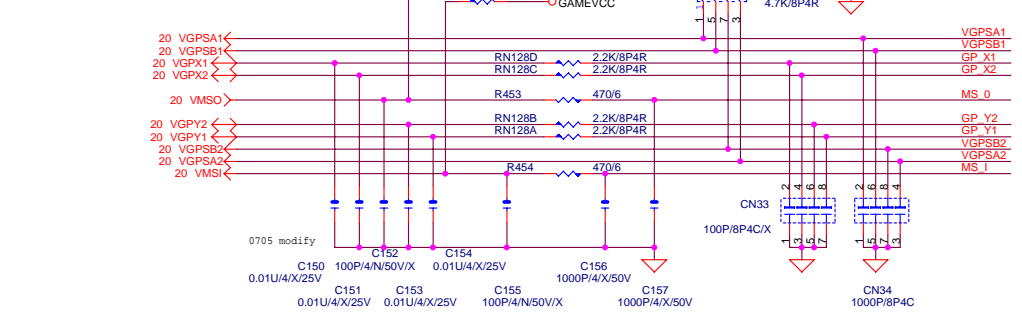 GAMEVCC
4.7K/8P4R
1 5 7 3
20 VGPSA1
VGPSA1
20 VGPSB1
VGPSB1
20 VGPX1
RN128D
2.2K/8P4R
GP_X1
20 VGPX2
RN128C
2.2K/8P4R
GP_X2
20 VMSO
R453
470/6
MS_0
20 VGPY2
RN128B
2.2K/8P4R
GP_Y2
20 VGPY1
RN128A
2.2K/8P4R
GP_Y1
20 VGPSB2
VGPSB2
20 VGPSA2
VGPSA2
20 VMSI
R454
470/6
MS_I
2 4 6 8
2 6 8 4
CN33
100P/8P4C/X
1 3 5 7
1 5 7 3
0705 modify
C150
0.01U/4/X/25V
C152
100P/4/N/50V/X
C154
0.01U/4/X/25V
C156
1000P/4/X/50V
C151
0.01U/4/X/25V
C153
0.01U/4/X/25V
C155
100P/4/N/50V/X
C157
1000P/4/X/50V
CN34
1000P/8P4C